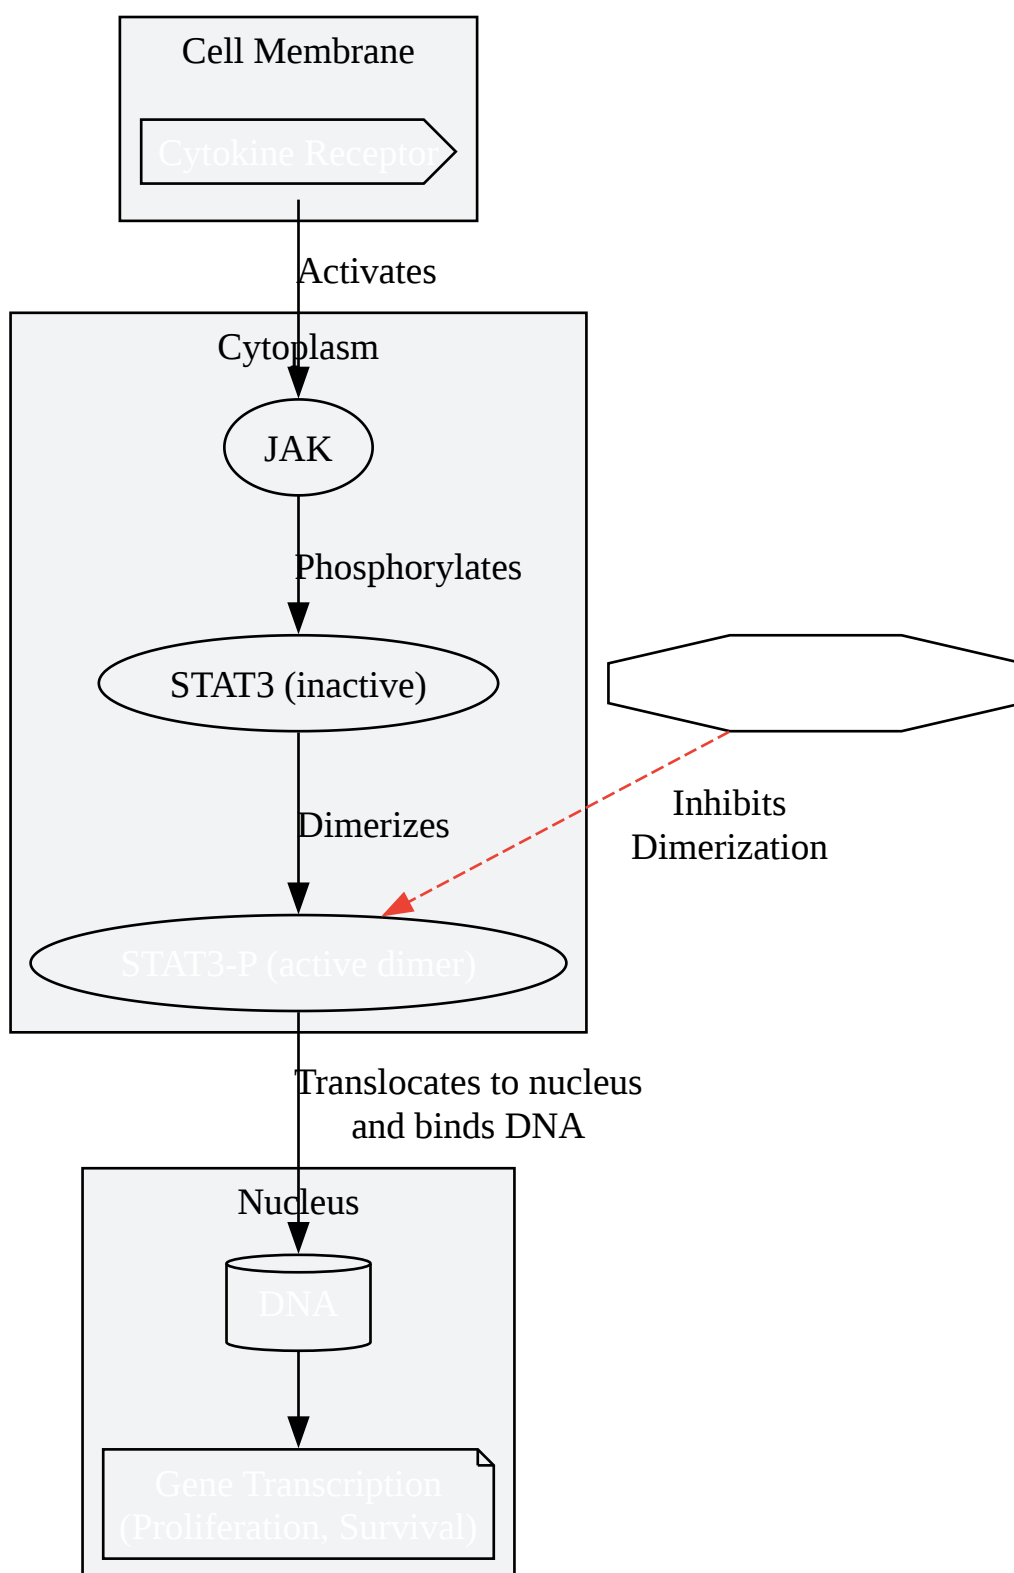 Cell Membrane
Cytokine Receptor
Activates
Cytoplasm
JAK
Phosphorylates
STAT3 (inactive)
Inhibits
Dimerization
Dimerizes
STAT3-P (active dimer)
Translocates to nucleus
and binds DNA
Nucleus
DNA
Gene Transcription
(Proliferation, Survival)